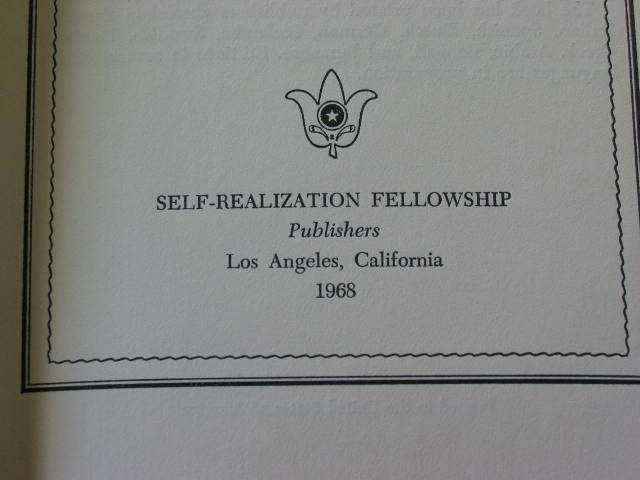 SELF-REALIZATION FELLOWSHIP
Publishers
Los Angeles, California
1968